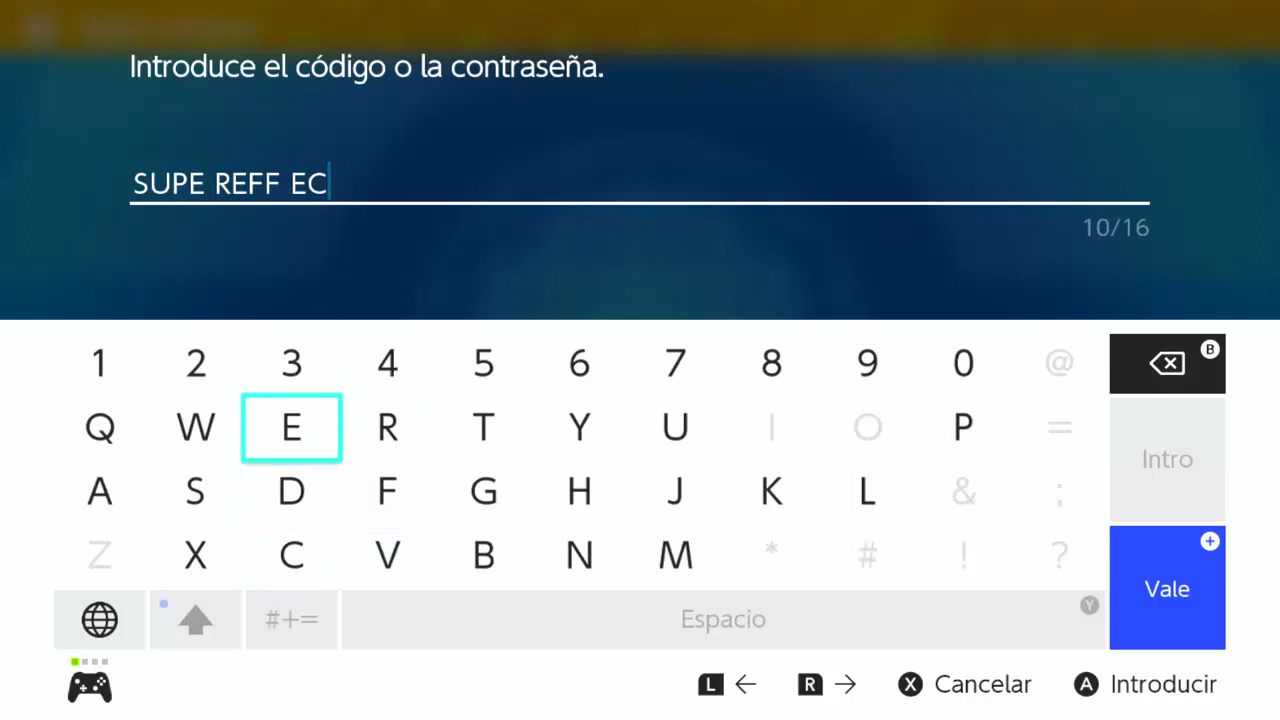 Introduce el código o la contraseña.
SUPE REFF EC
10/16
1 2 3 4 5 6 7 8 9 0 @
B
Q W E R T Y U I O P =
Intro
A S D F G H J K L & ;
Z X C V B N M * # ! ?
+
Vale
#+=
Espacio
Y
L ← R → X Cancelar A Introducir